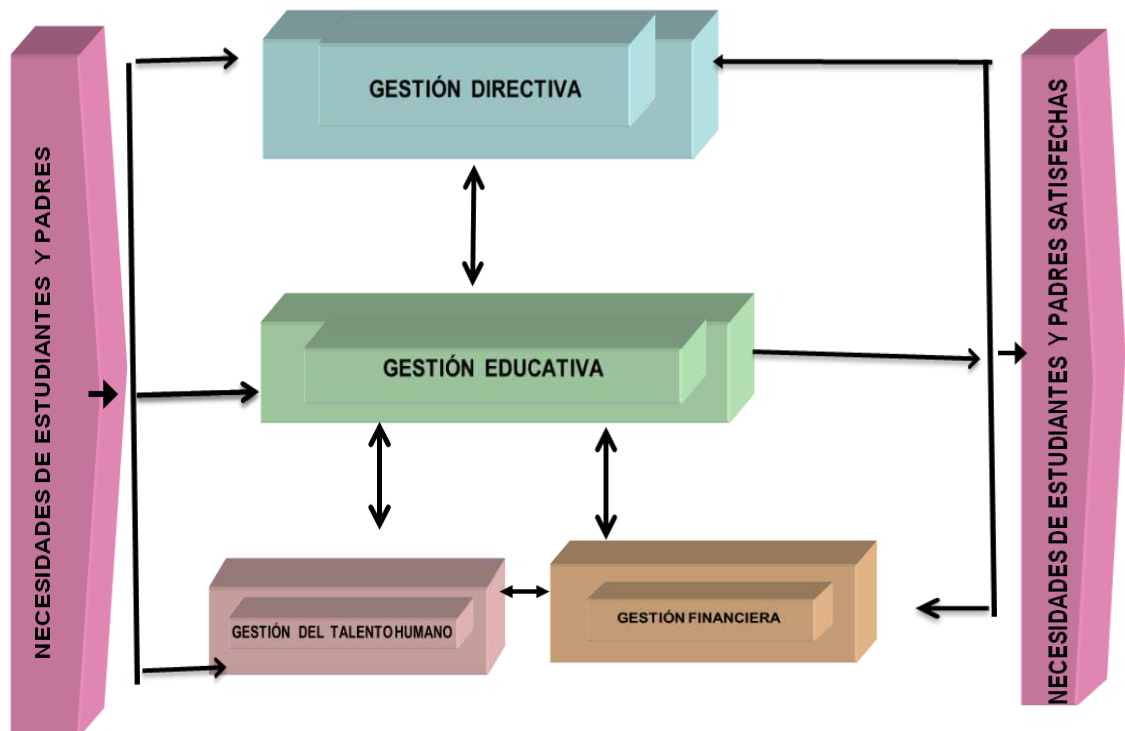 NECESIDADES DE ESTUDIANTES Y PADRES
GESTIÓN DIRECTIVA
GESTIÓN EDUCATIVA
GESTIÓN DEL TALENTO HUMANO
GESTIÓN FINANCIERA
NECESIDADES DE ESTUDIANTES Y PADRES SATISFECHAS